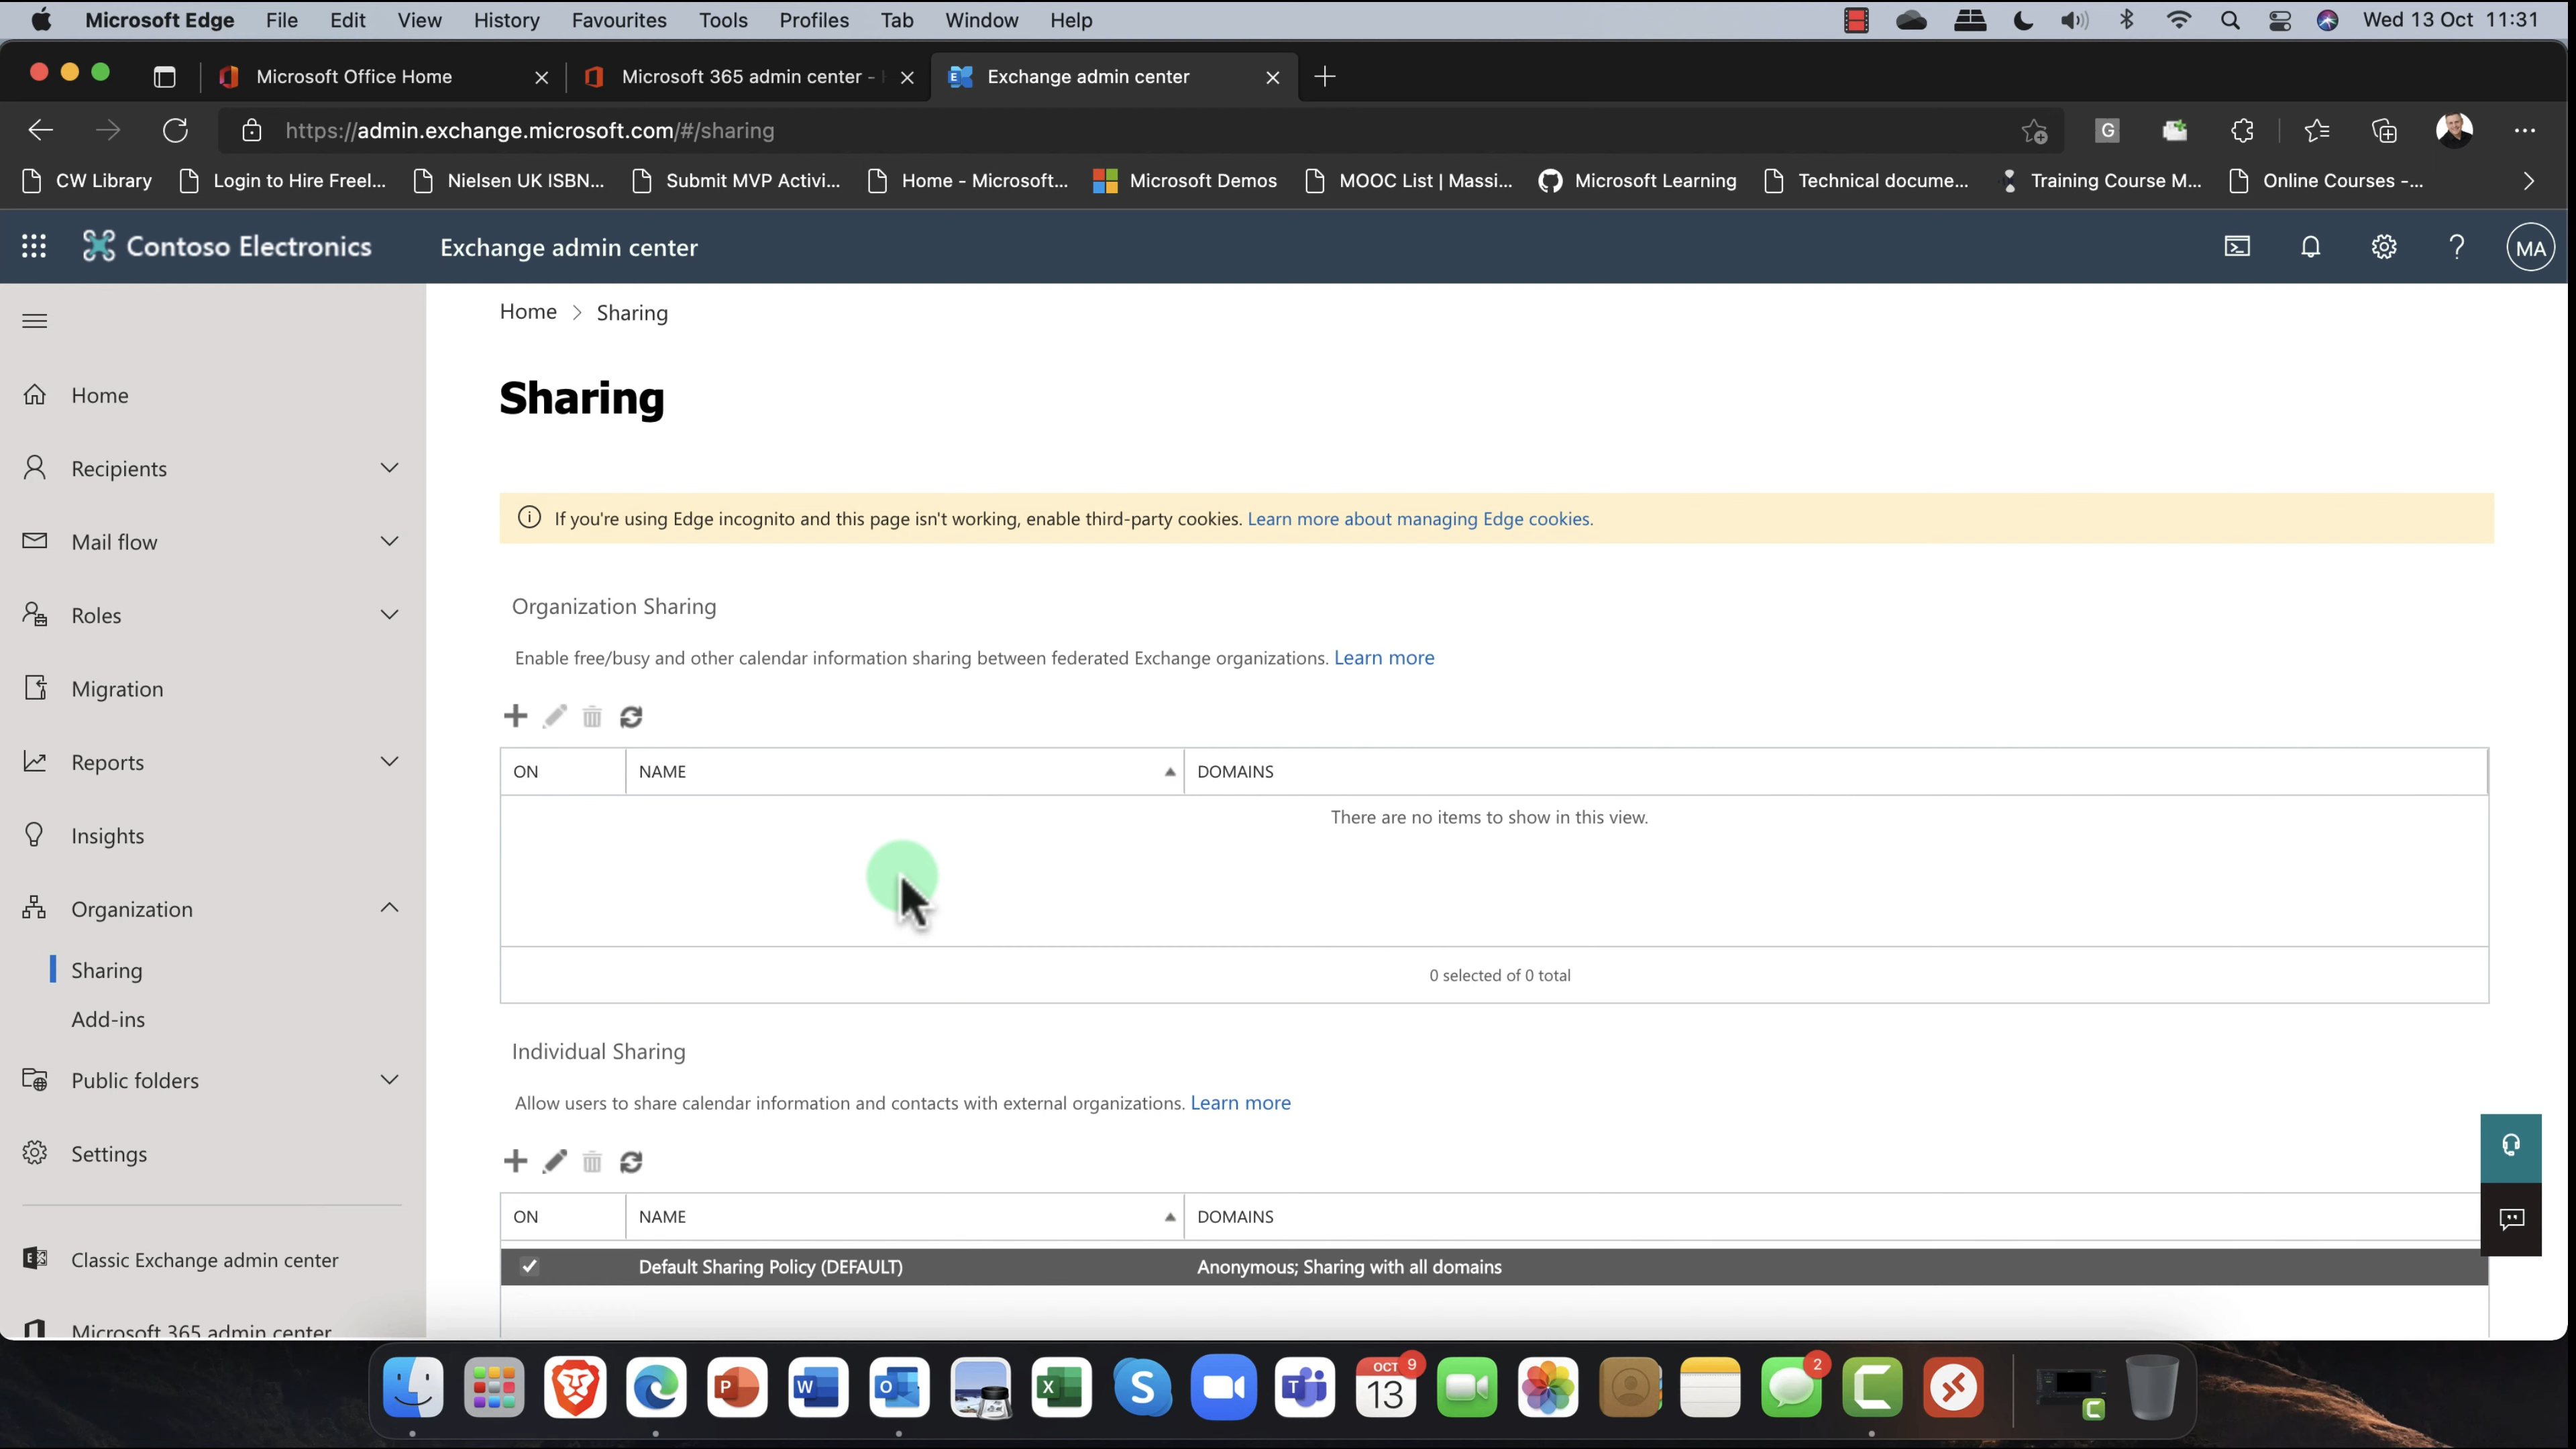 Microsoft Edge File Edit View History Favourites Tools Profiles Tab Window Help Wed 13 Oct 11:31
Microsoft Office Home Microsoft 365 admin center - Exchange admin center
https://admin.exchange.microsoft.com/#/sharing G
CW Library Login to Hire Freel... Nielsen UK ISBN... Submit MVP Activi... Home - Microsoft... Microsoft Demos MOOC List | Massi... Microsoft Learning Technical docume... Training Course M... Online Courses -...
Contoso Electronics Exchange admin center ? MA
Home > Sharing
Sharing
Home
Recipients
Mail flow
Roles
Migration
Reports
Insights
Organization
Sharing
Add-ins
Public folders
Settings
Classic Exchange admin center
Microsoft 365 admin center
If you're using Edge incognito and this page isn't working, enable third-party cookies. Learn more about managing Edge cookies.
Organization Sharing
Enable free/busy and other calendar information sharing between federated Exchange organizations. Learn more
ON NAME DOMAINS
There are no items to show in this view.
0 selected of 0 total
Individual Sharing
Allow users to share calendar information and contacts with external organizations. Learn more
ON NAME DOMAINS
Default Sharing Policy (DEFAULT) Anonymous; Sharing with all domains
P W O X S T OCT 9 13 2 C C